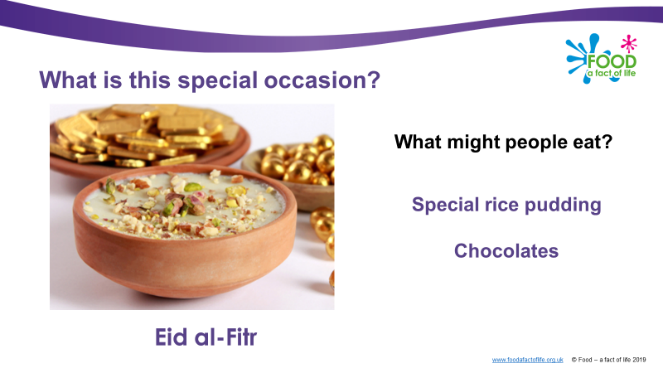 FOOD
a fact of life
What is this special occasion?
What might people eat?
Special rice pudding
Chocolates
Eid al-Fitr
www.foodafactoflife.org.uk © Food – a fact of life 2019